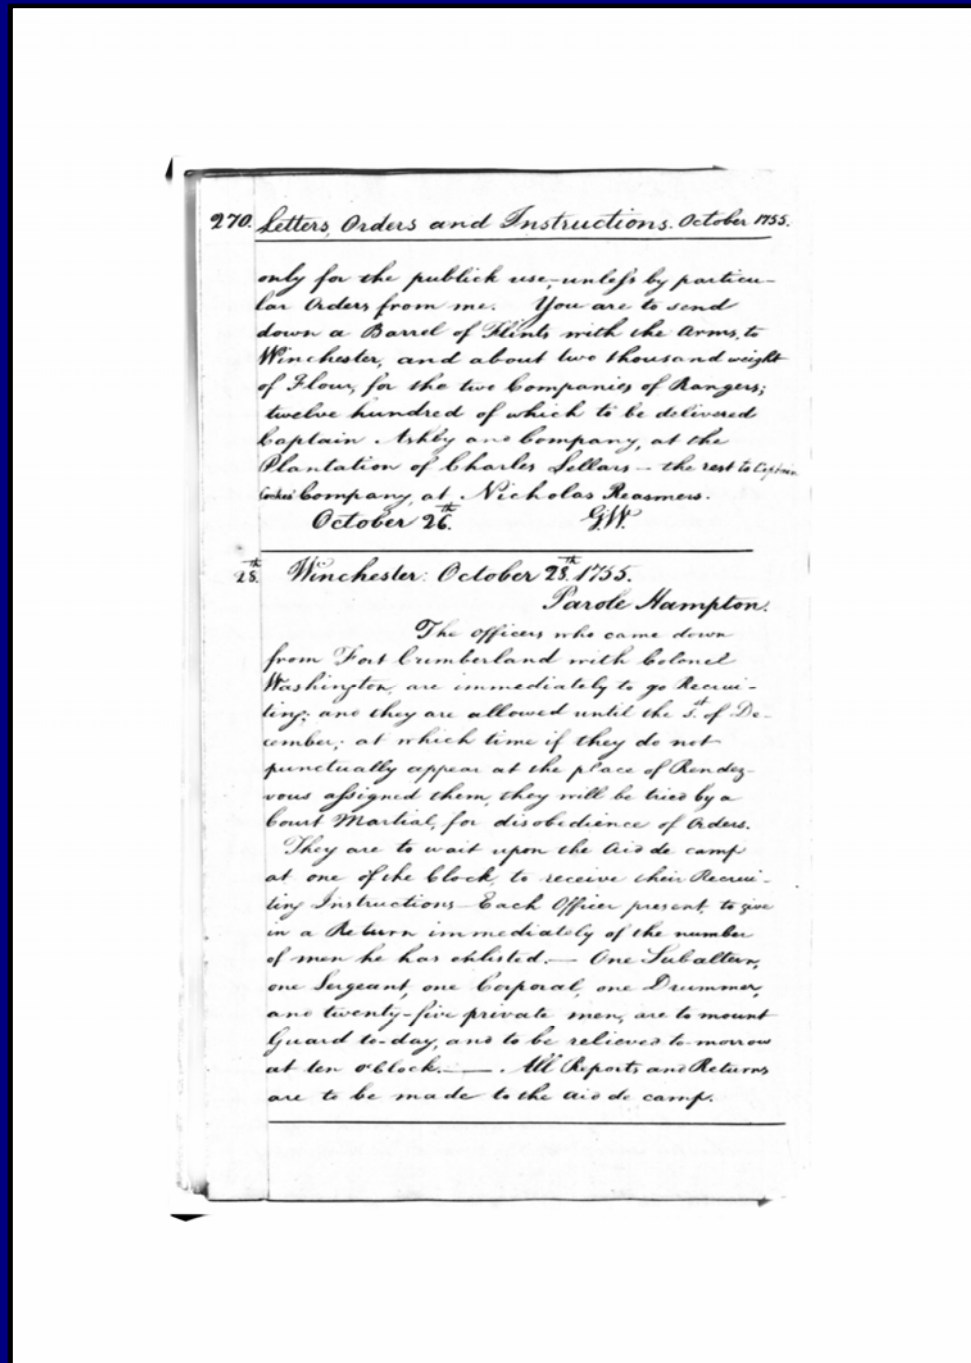 270. Letters, Orders and Instructions. October 1755.
only for the publick use, unless by particu-
lar Orders from me. You are to send
down a Barrel of Flints with the Arms, to
Winchester, and about two thousand weight
of Flour, for the two Companies of Rangers;
twelve hundred of which to be delivered
Captain Ashby and Company, at the
Plantation of Charles Sellars - the rest to Captain
Cockes Company, at Nicholas Reasmers.
October 26th. G.W.
28th. Winchester: October 28th. 1755.
Parole Hampton.
The Officers who came down
from Fort Cumberland with Colonel
Washington, are immediately to go Recrui-
ting; and they are allowed until the 1st. of De-
cember; at which time if they do not
punctually appear at the place of Rendez-
vous assigned them, they will be tried by a
Court Martial, for disobedience of Orders.
They are to wait upon the Aid de camp
at one of the Clock, to receive their Recrui-
ting Instructions - Each Officer present, to give
in a Return immediately of the number
of men he has enlisted. - One Subaltern,
one Sergeant, one Corporal, one Drummer,
and twenty-five private men, are to mount
Guard to-day, and to be relieved to-morrow
at ten o'Clock. - . All Reports and Returns
are to be made to the Aid de camp.